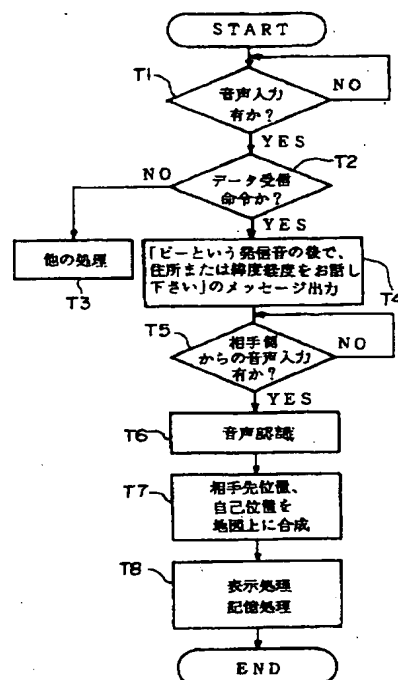 START
T1
音声入力
有か？
NO
YES
T2
NO
データ受信
命令か？
YES
他の処理
T3
「ピーという発信音の後で、
住所または緯度経度をお話し
下さい」のメッセージ出力
T4
T5
相手側
からの音声入力
有か？
NO
YES
T6
音声認識
T7
相手先位置、
自己位置を
地図上に合成
T8
表示処理
記憶処理
END